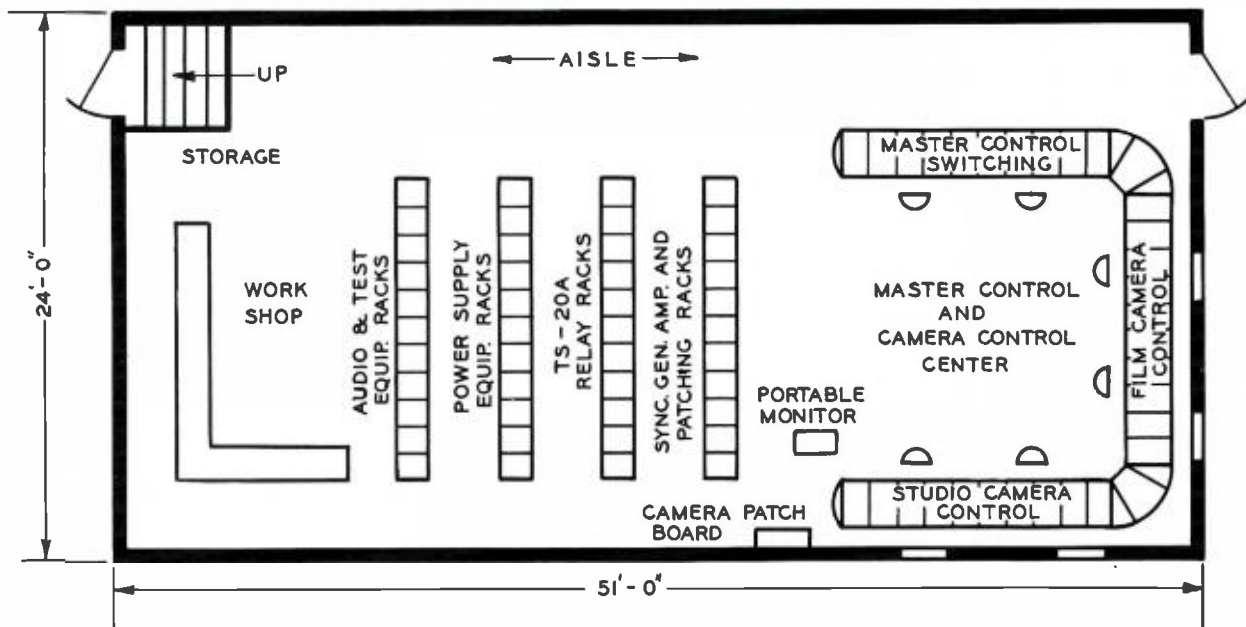 AISLE
UP
STORAGE
MASTER CONTROL
SWITCHING
24'-0"
WORK
SHOP
AUDIO & TEST
EQUIP. RACKS
POWER SUPPLY
EQUIP. RACKS
TS-20A
RELAY RACKS
SYNC. GEN. AMP. AND
PATCHING RACKS
MASTER CONTROL
AND
CAMERA CONTROL
CENTER
FILM CAMERA
CONTROL
PORTABLE
MONITOR
STUDIO CAMERA
CONTROL
CAMERA PATCH
BOARD
51'-0"